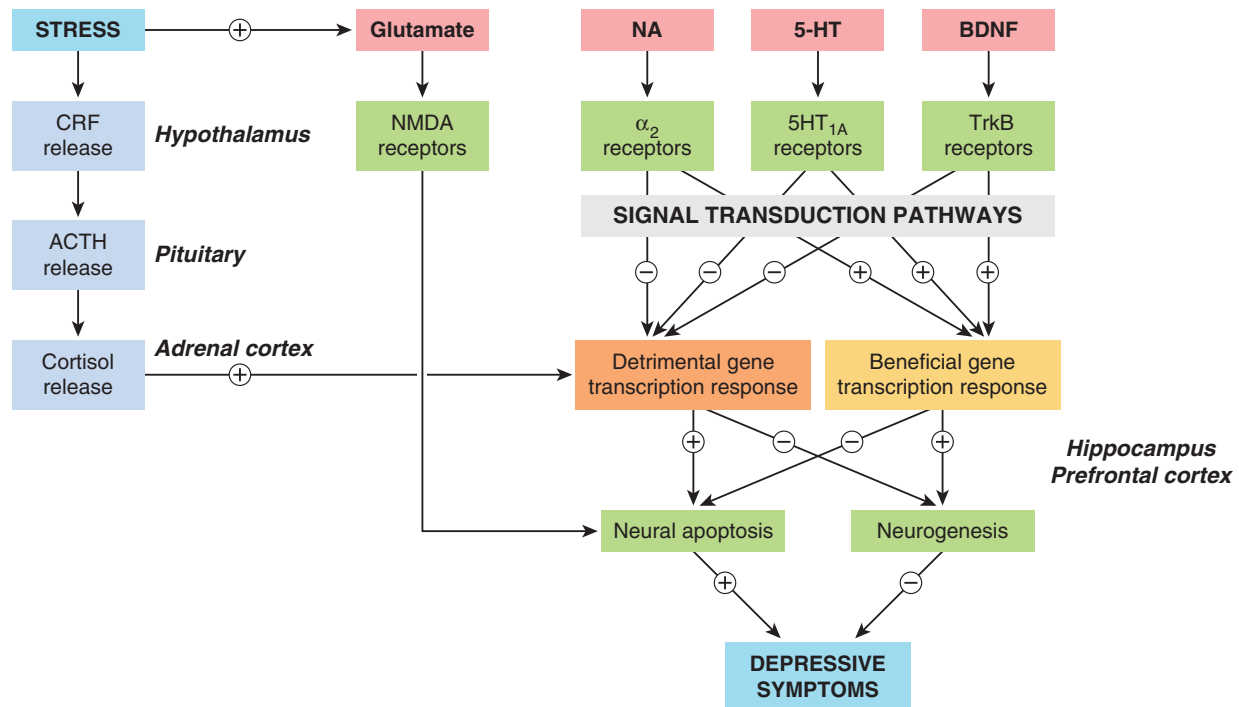 STRESS
+
Glutamate
NA
5-HT
BDNF
CRF
release
Hypothalamus
NMDA
receptors
α2
receptors
5HT1A
receptors
TrkB
receptors
SIGNAL TRANSDUCTION PATHWAYS
ACTH
release
Pituitary
− − − + + +
Cortisol
release
Adrenal cortex
+
Detrimental gene
transcription response
Beneficial gene
transcription response
+ − − +
Hippocampus
Prefrontal cortex
Neural apoptosis
Neurogenesis
+ −
DEPRESSIVE
SYMPTOMS